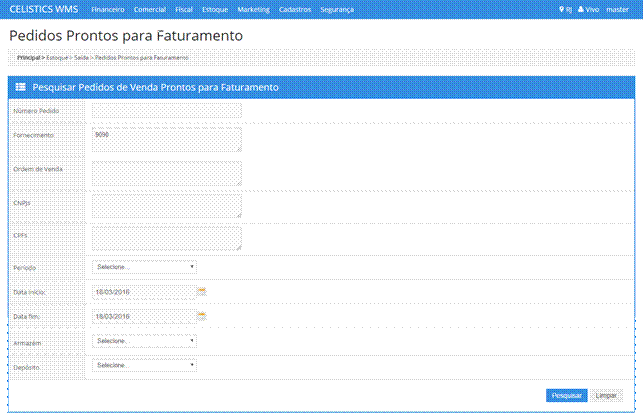 CELISTICS WMS Financeiro Comercial Fiscal Estoque Marketing Cadastros Segurança RJ Vivo master
Pedidos Prontos para Faturamento
Principal > Estoque > Saída > Pedidos Prontos para Faturamento
Pesquisar Pedidos de Venda Prontos para Faturamento
Número Pedido
Fornecimento 9096
Ordem de Venda
CNPJs
CPFs
Período Selecione...
Data Início: 18/03/2016
Data fim: 18/03/2016
Armazém Selecione...
Depósito Selecione...
Pesquisar Limpar